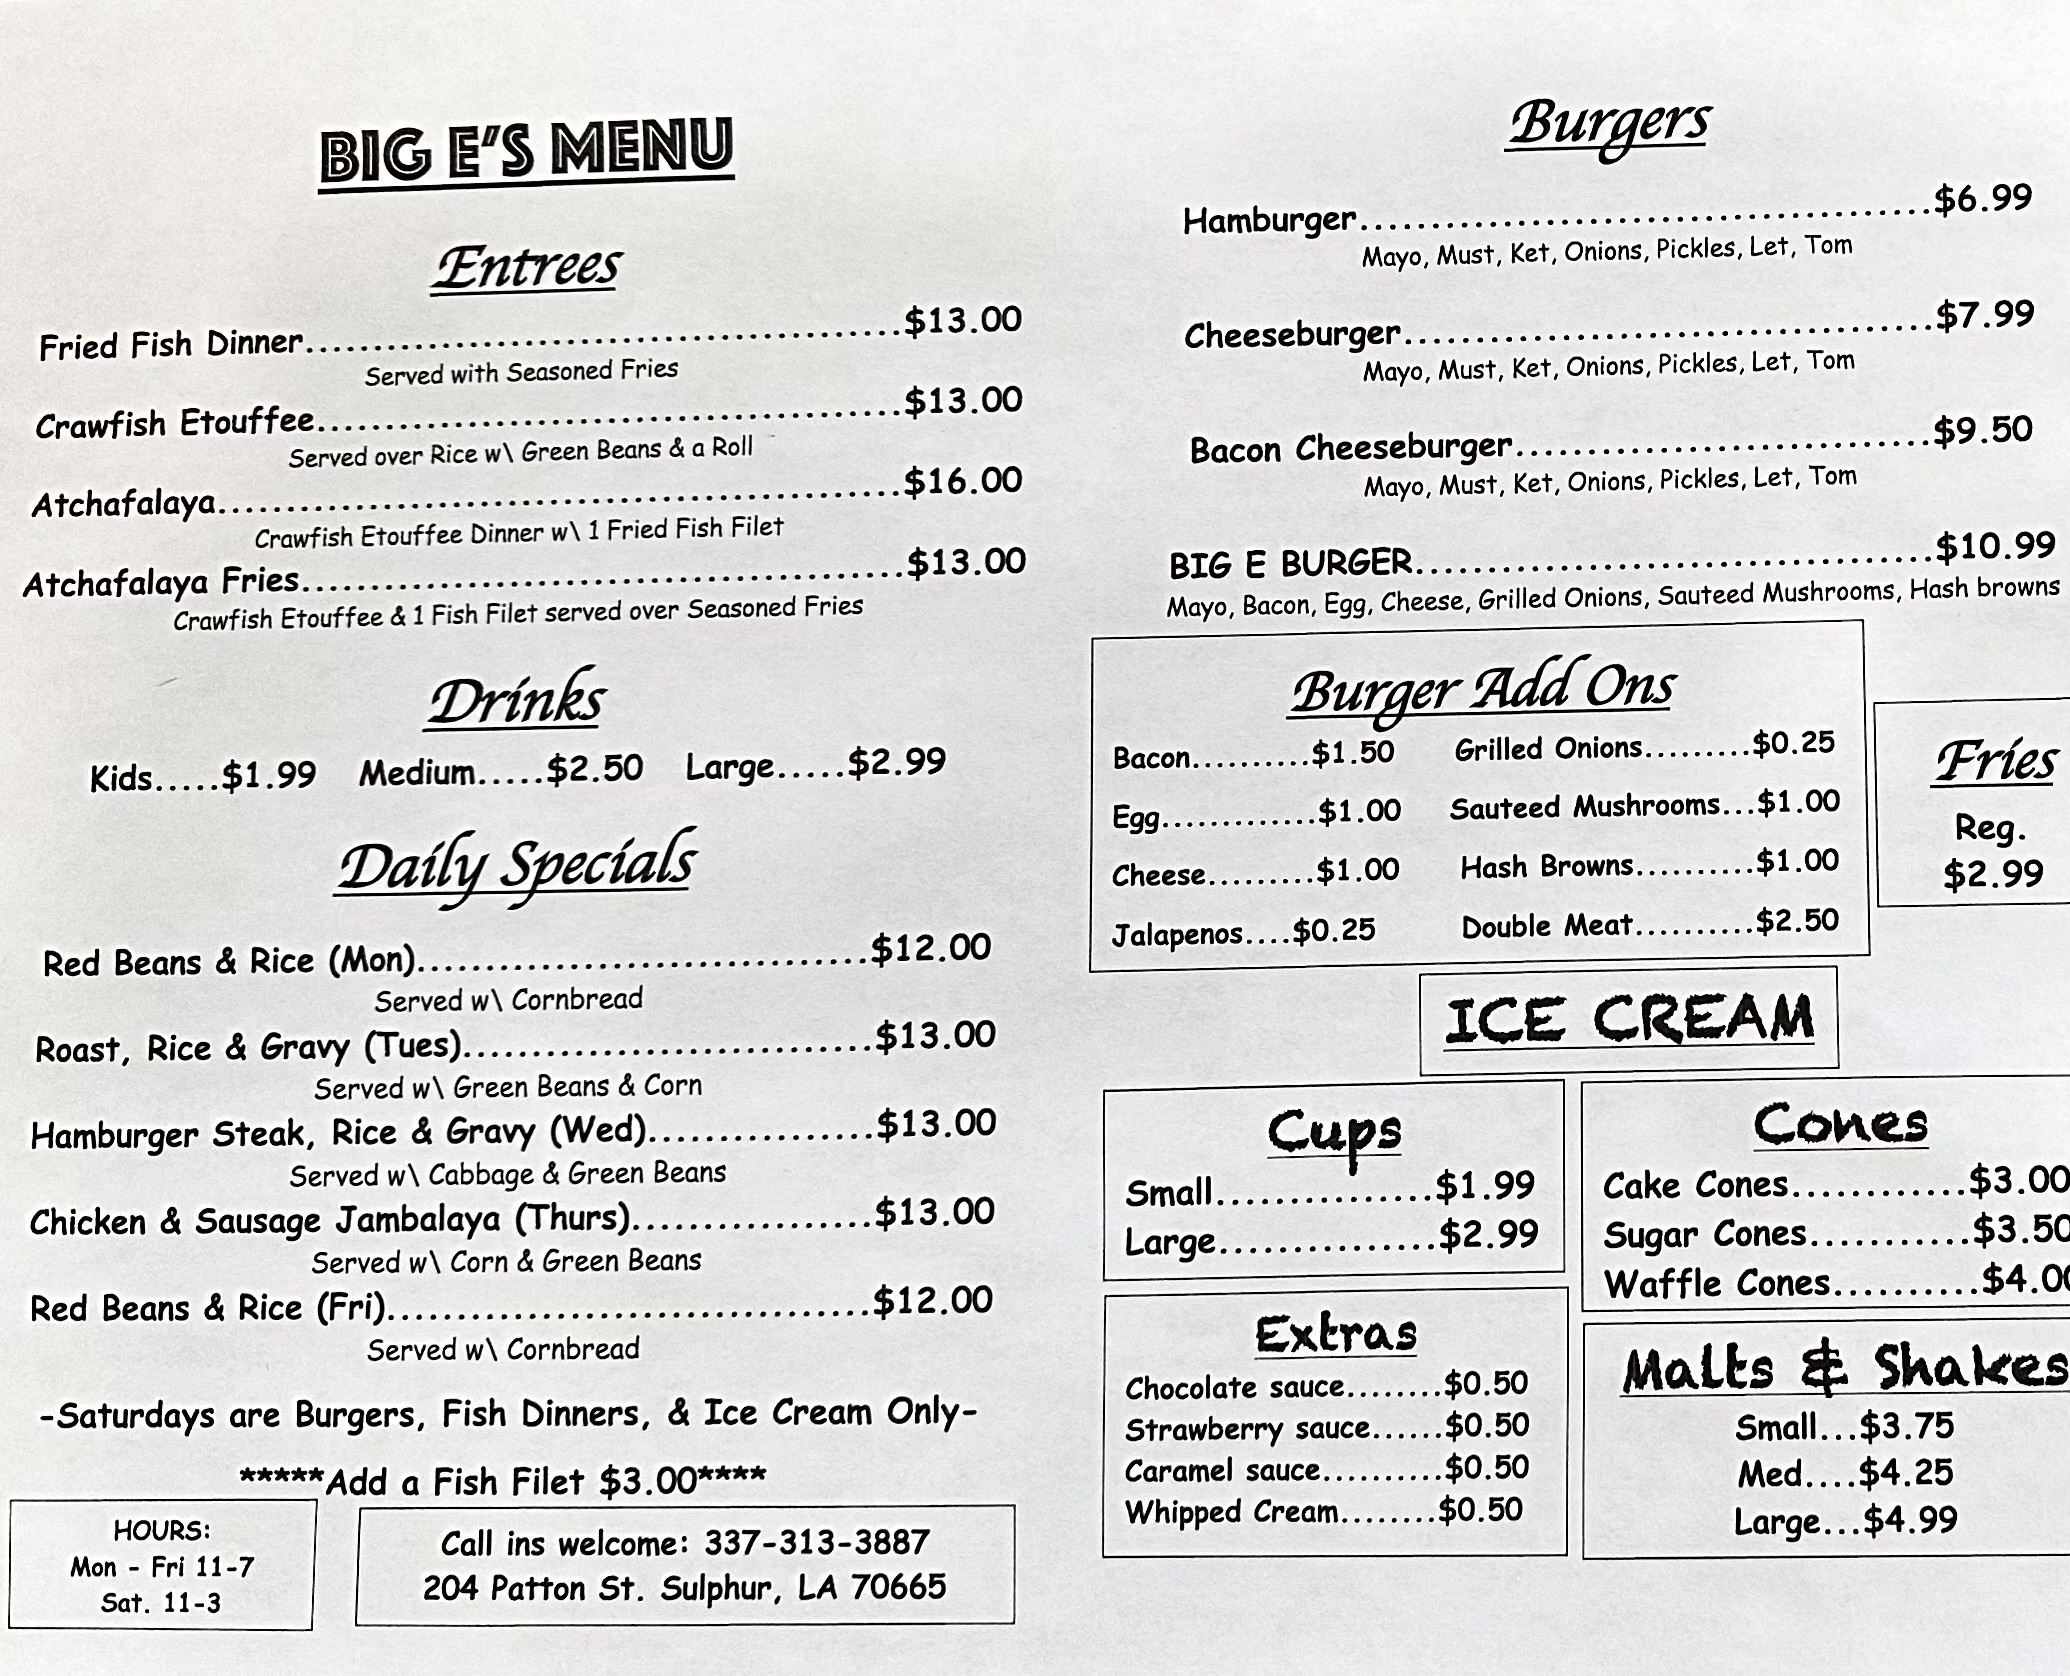 BIG E'S MENU
Entrees
Fried Fish Dinner..........................................$13.00
Served with Seasoned Fries
Crawfish Etouffee.........................................$13.00
Served over Rice w\ Green Beans & a Roll
Atchafalaya................................................$16.00
Crawfish Etouffee Dinner w\ 1 Fried Fish Filet
Atchafalaya Fries..........................................$13.00
Crawfish Etouffee & 1 Fish Filet served over Seasoned Fries
Drinks
Kids.....$1.99 Medium.....$2.50 Large.....$2.99
Daily Specials
Red Beans & Rice (Mon).................................$12.00
Served w\ Cornbread
Roast, Rice & Gravy (Tues).............................$13.00
Served w\ Green Beans & Corn
Hamburger Steak, Rice & Gravy (Wed)................$13.00
Served w\ Cabbage & Green Beans
Chicken & Sausage Jambalaya (Thurs).................$13.00
Served w\ Corn & Green Beans
Red Beans & Rice (Fri)..................................$12.00
Served w\ Cornbread
-Saturdays are Burgers, Fish Dinners, & Ice Cream Only-
*****Add a Fish Filet $3.00****
HOURS:
Mon - Fri 11-7
Sat. 11-3
Call ins welcome: 337-313-3887
204 Patton St. Sulphur, LA 70665
Burgers
Hamburger........................................$6.99
Mayo, Must, Ket, Onions, Pickles, Let, Tom
Cheeseburger.....................................$7.99
Mayo, Must, Ket, Onions, Pickles, Let, Tom
Bacon Cheeseburger.............................$9.50
Mayo, Must, Ket, Onions, Pickles, Let, Tom
BIG E BURGER....................................$10.99
Mayo, Bacon, Egg, Cheese, Grilled Onions, Sauteed Mushrooms, Hash browns
Burger Add Ons
Bacon..........$1.50 Grilled Onions.........$0.25
Egg.............$1.00 Sauteed Mushrooms...$1.00
Cheese.........$1.00 Hash Browns..........$1.00
Jalapenos....$0.25 Double Meat..........$2.50
Fries
Reg.
$2.99
ICE CREAM
Cups
Small...............$1.99
Large...............$2.99
Cones
Cake Cones............$3.00
Sugar Cones...........$3.50
Waffle Cones..........$4.00
Extras
Chocolate sauce........$0.50
Strawberry sauce......$0.50
Caramel sauce..........$0.50
Whipped Cream........$0.50
Malts & Shakes
Small...$3.75
Med....$4.25
Large...$4.99